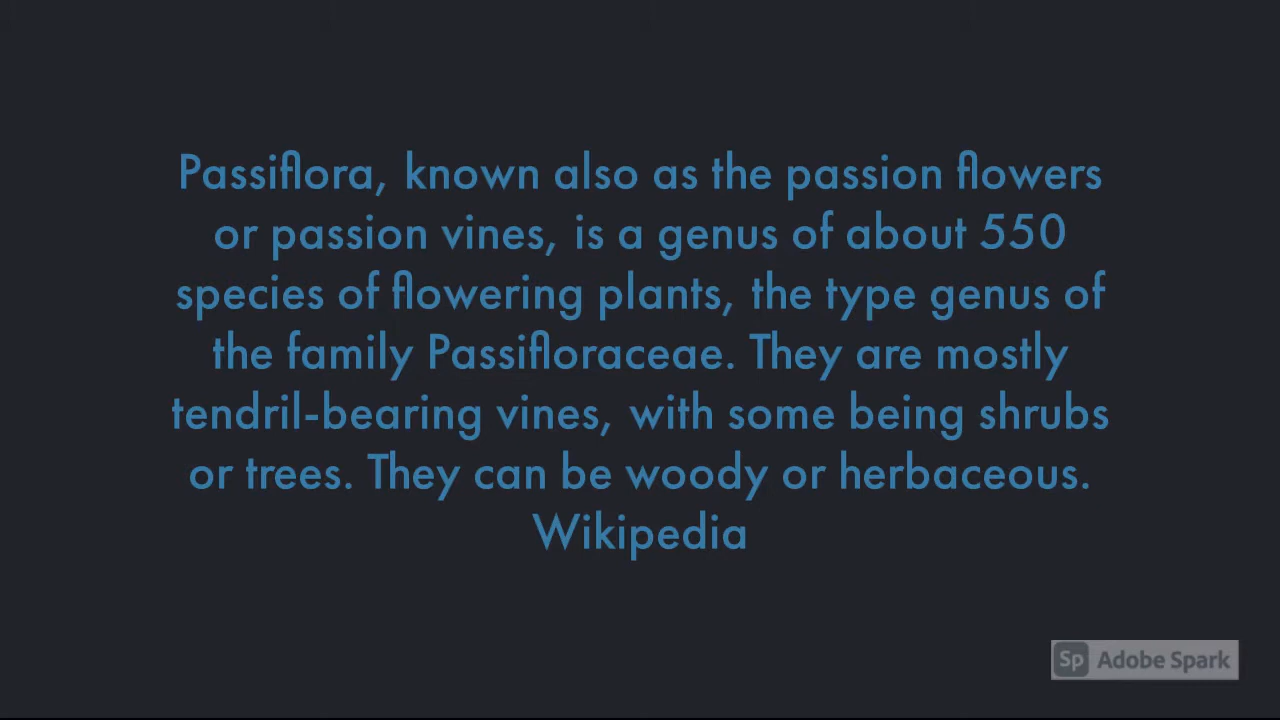 Passiflora, known also as the passion flowers
or passion vines, is a genus of about 550
species of flowering plants, the type genus of
the family Passifloraceae. They are mostly
tendril-bearing vines, with some being shrubs
or trees. They can be woody or herbaceous.
Wikipedia
Sp Adobe Spark